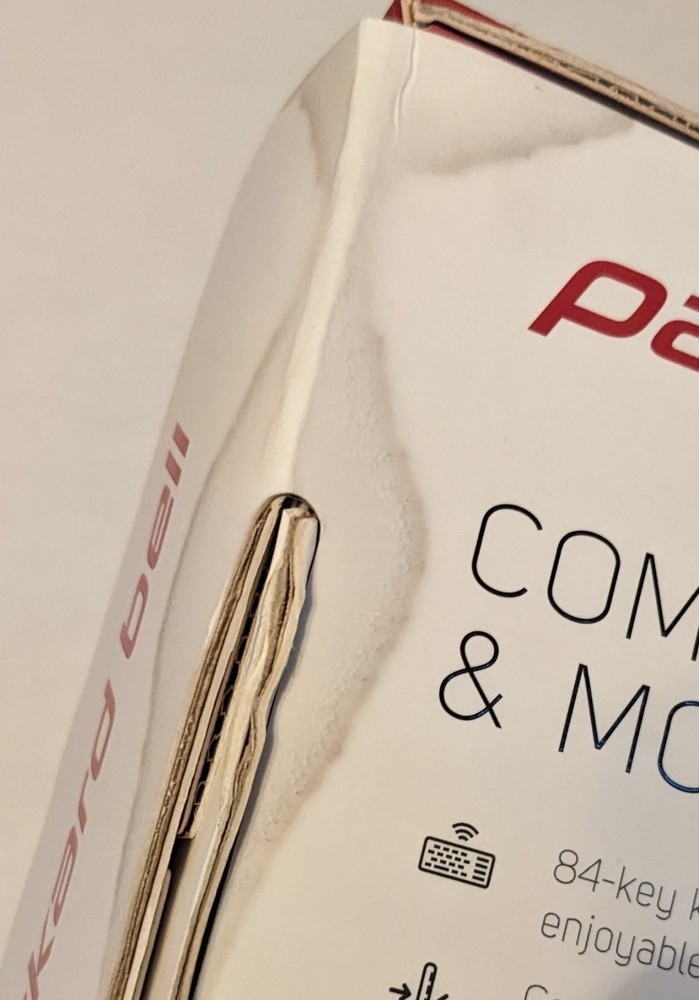 kard bell
pa
COM
& MO
84-key k
enjoyable